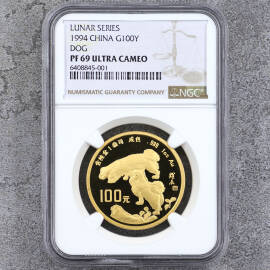 LUNAR SERIES
1994 CHINA G100Y
DOG
PF 69 ULTRA CAMEO
6408845-001
NUMISMATIC GUARANTY COMPANY
NGC
100元